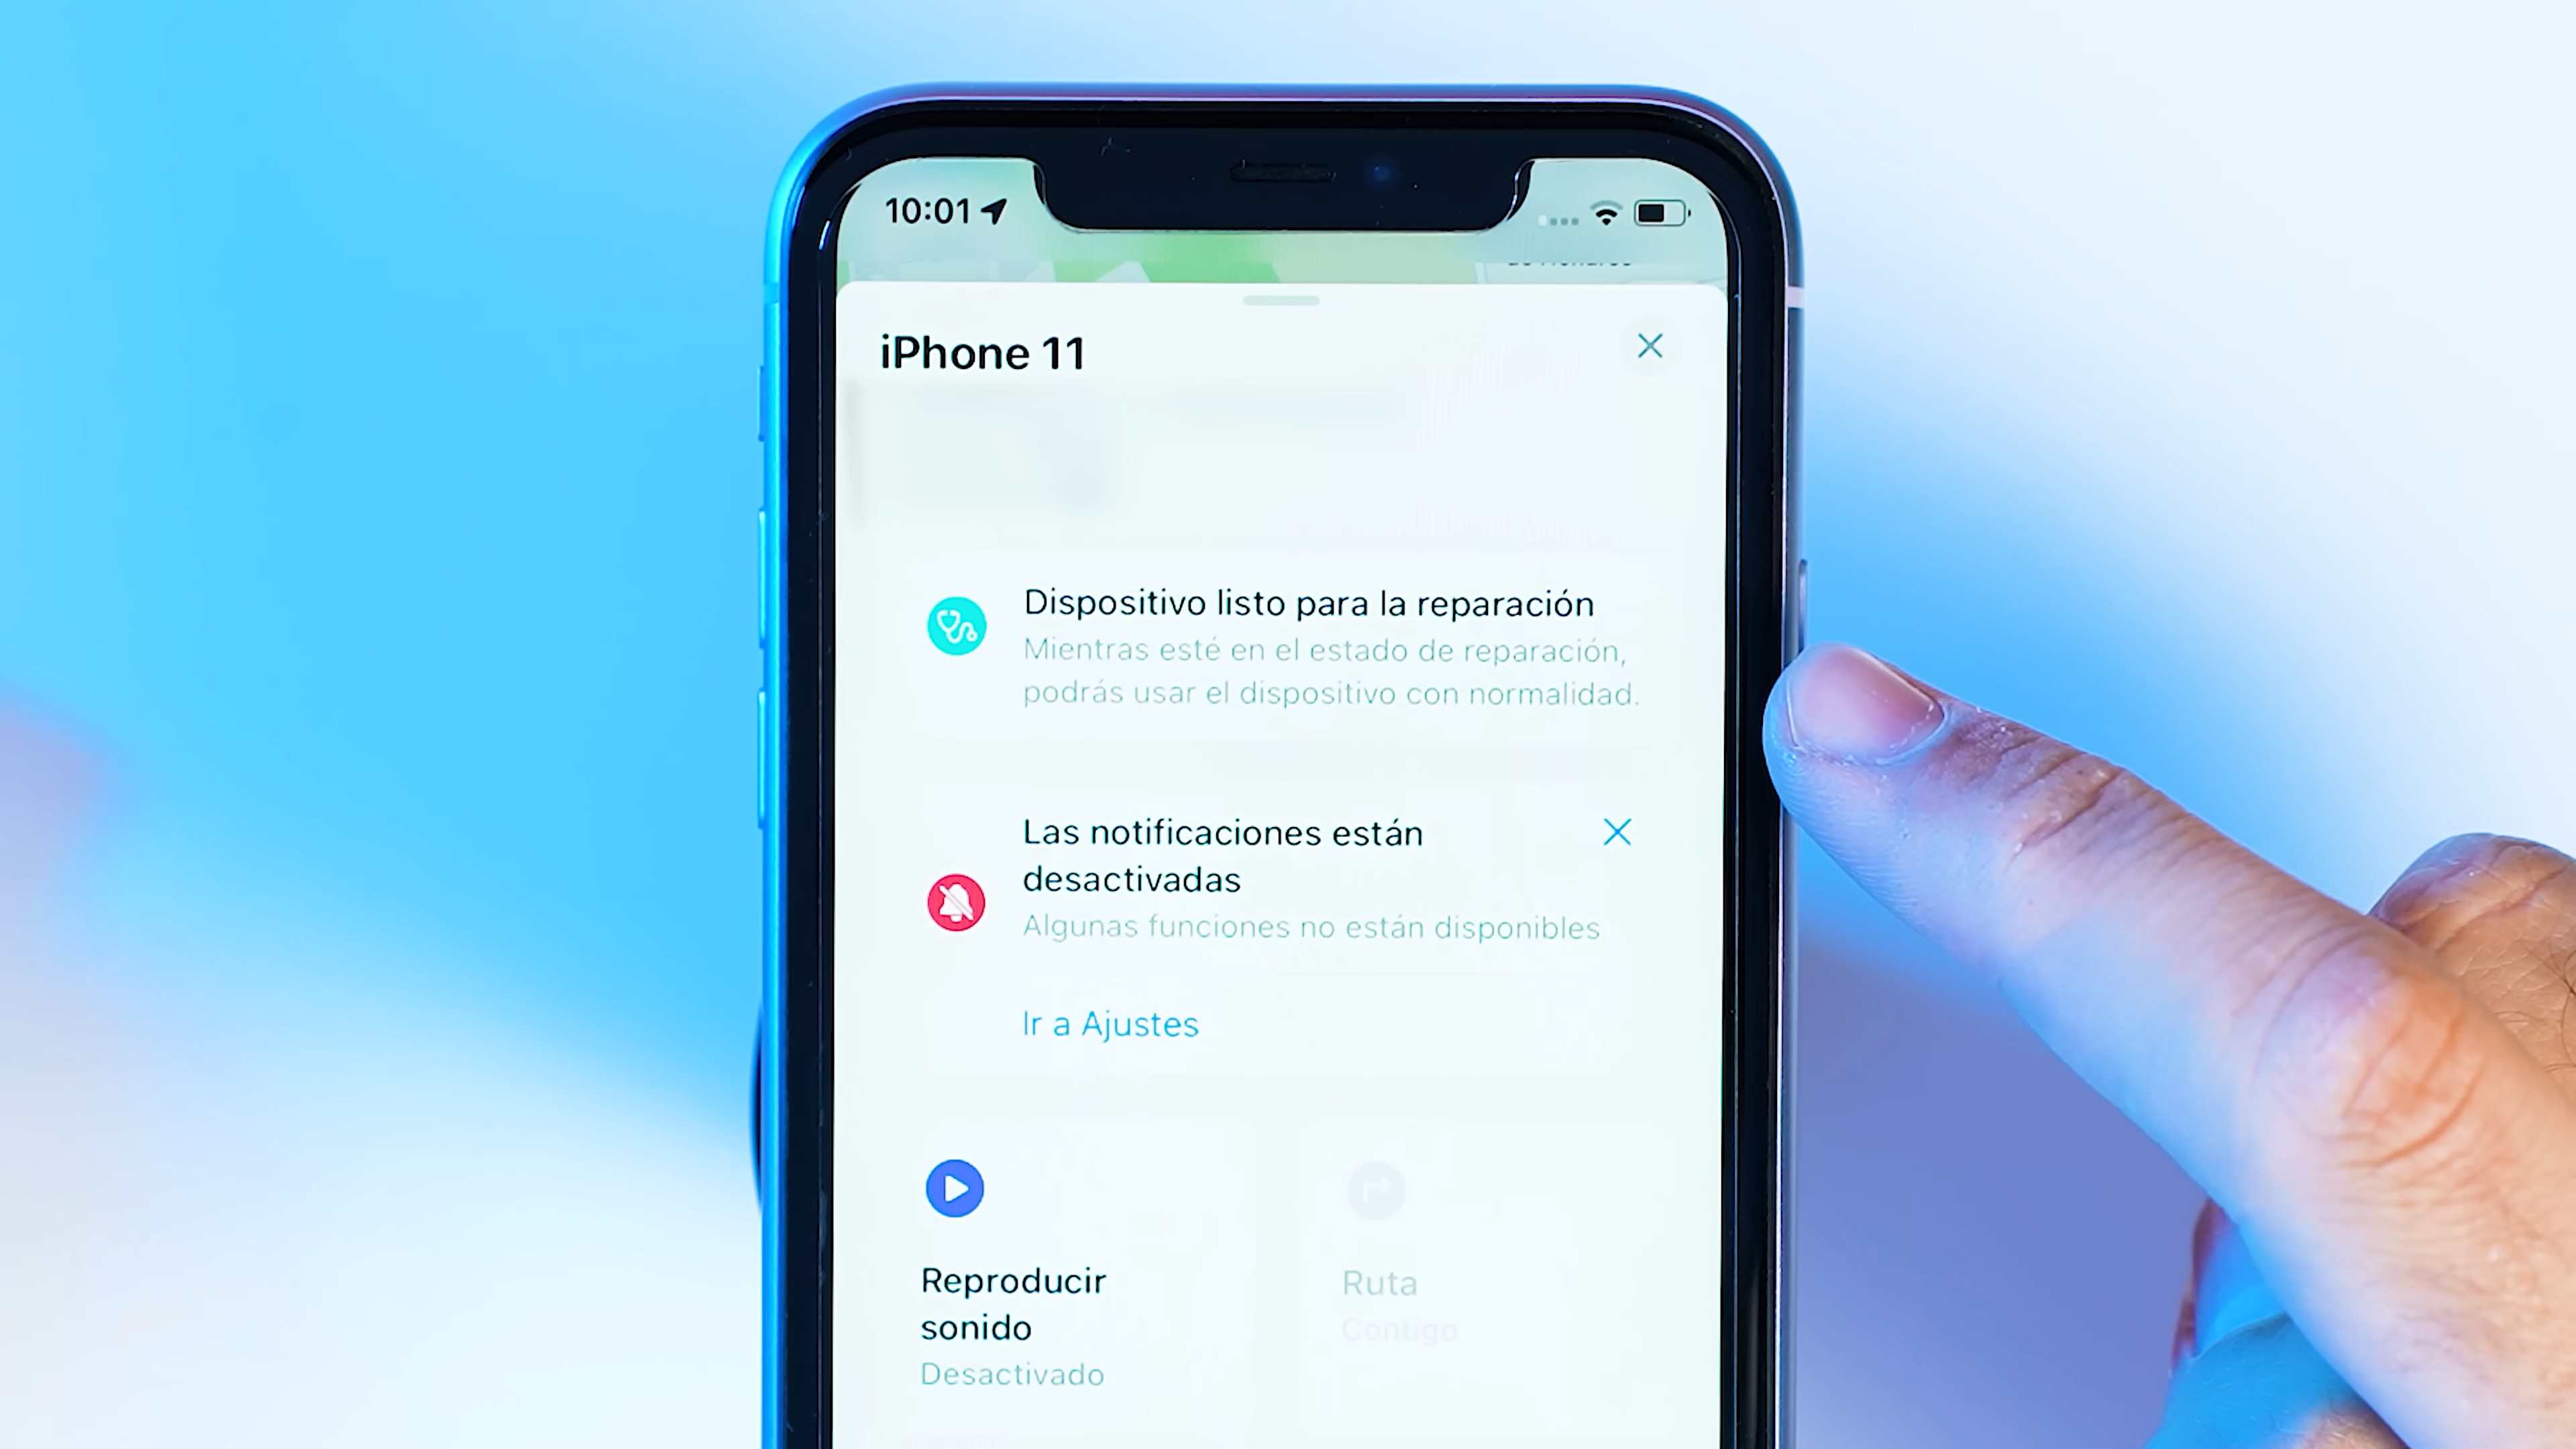 10:01
iPhone 11
Dispositivo listo para la reparación
Mientras esté en el estado de reparación,
podrás usar el dispositivo con normalidad.
Las notificaciones están
desactivadas
Algunas funciones no están disponibles
Ir a Ajustes
Reproducir
sonido
Desactivado
Ruta
Contigo